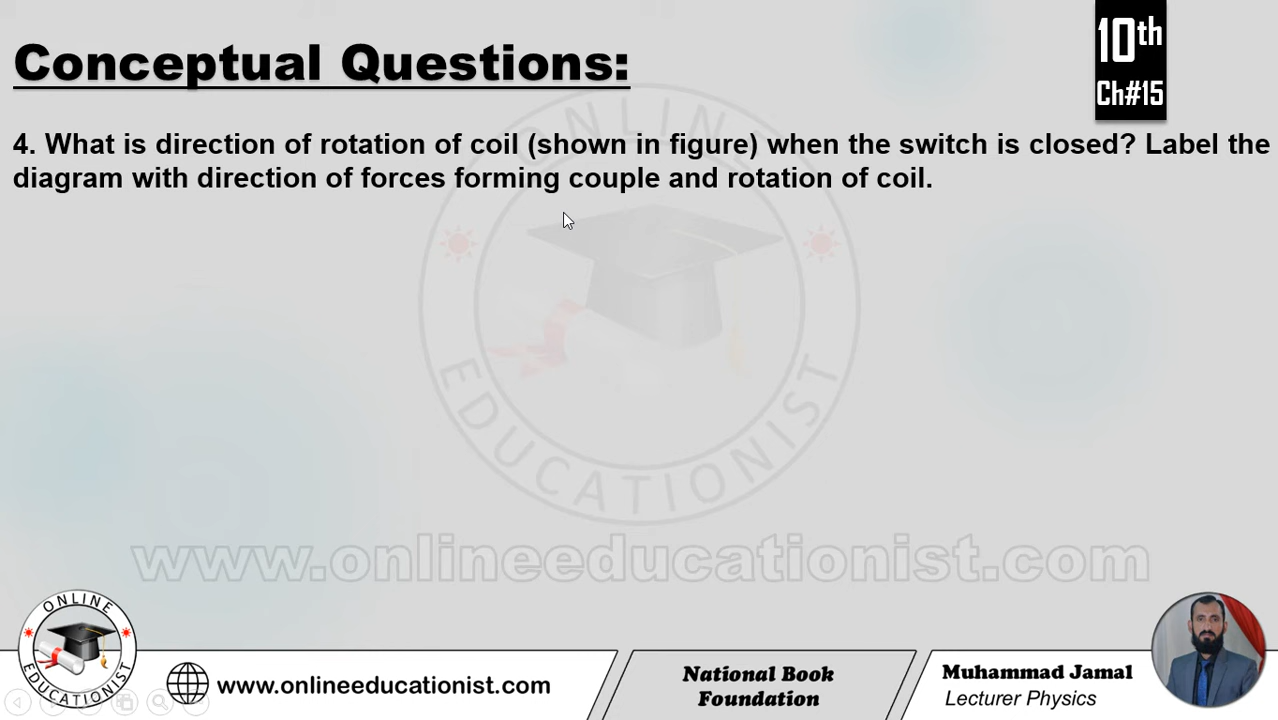 Conceptual Questions:
10th
Ch#15
4. What is direction of rotation of coil (shown in figure) when the switch is closed? Label the
diagram with direction of forces forming couple and rotation of coil.
ONLINE
EDUCATIONIST
www.onlineeducationist.com
ONLINE
EDUCATIONIST
www.onlineeducationist.com
National Book
Foundation
Muhammad Jamal
Lecturer Physics